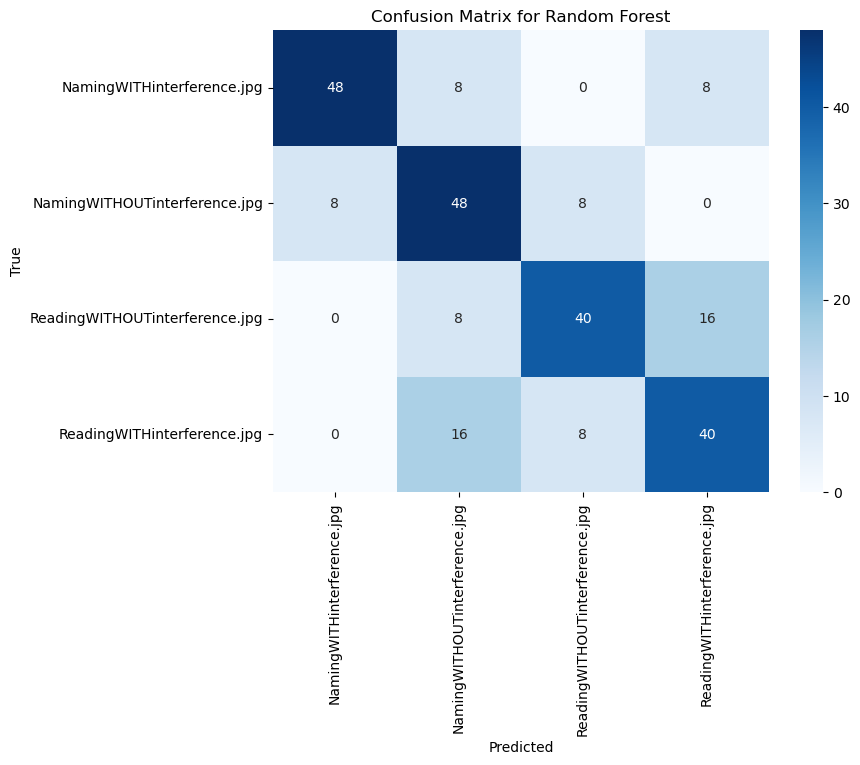 Confusion Matrix for Random Forest
NamingWITHinterference.jpg 48 8 0 8
NamingWITHOUTinterference.jpg 8 48 8 0
ReadingWITHOUTinterference.jpg 0 8 40 16
ReadingWITHinterference.jpg 0 16 8 40
True
NamingWITHinterference.jpg
NamingWITHOUTinterference.jpg
ReadingWITHOUTinterference.jpg
ReadingWITHinterference.jpg
Predicted
40
30
20
10
0